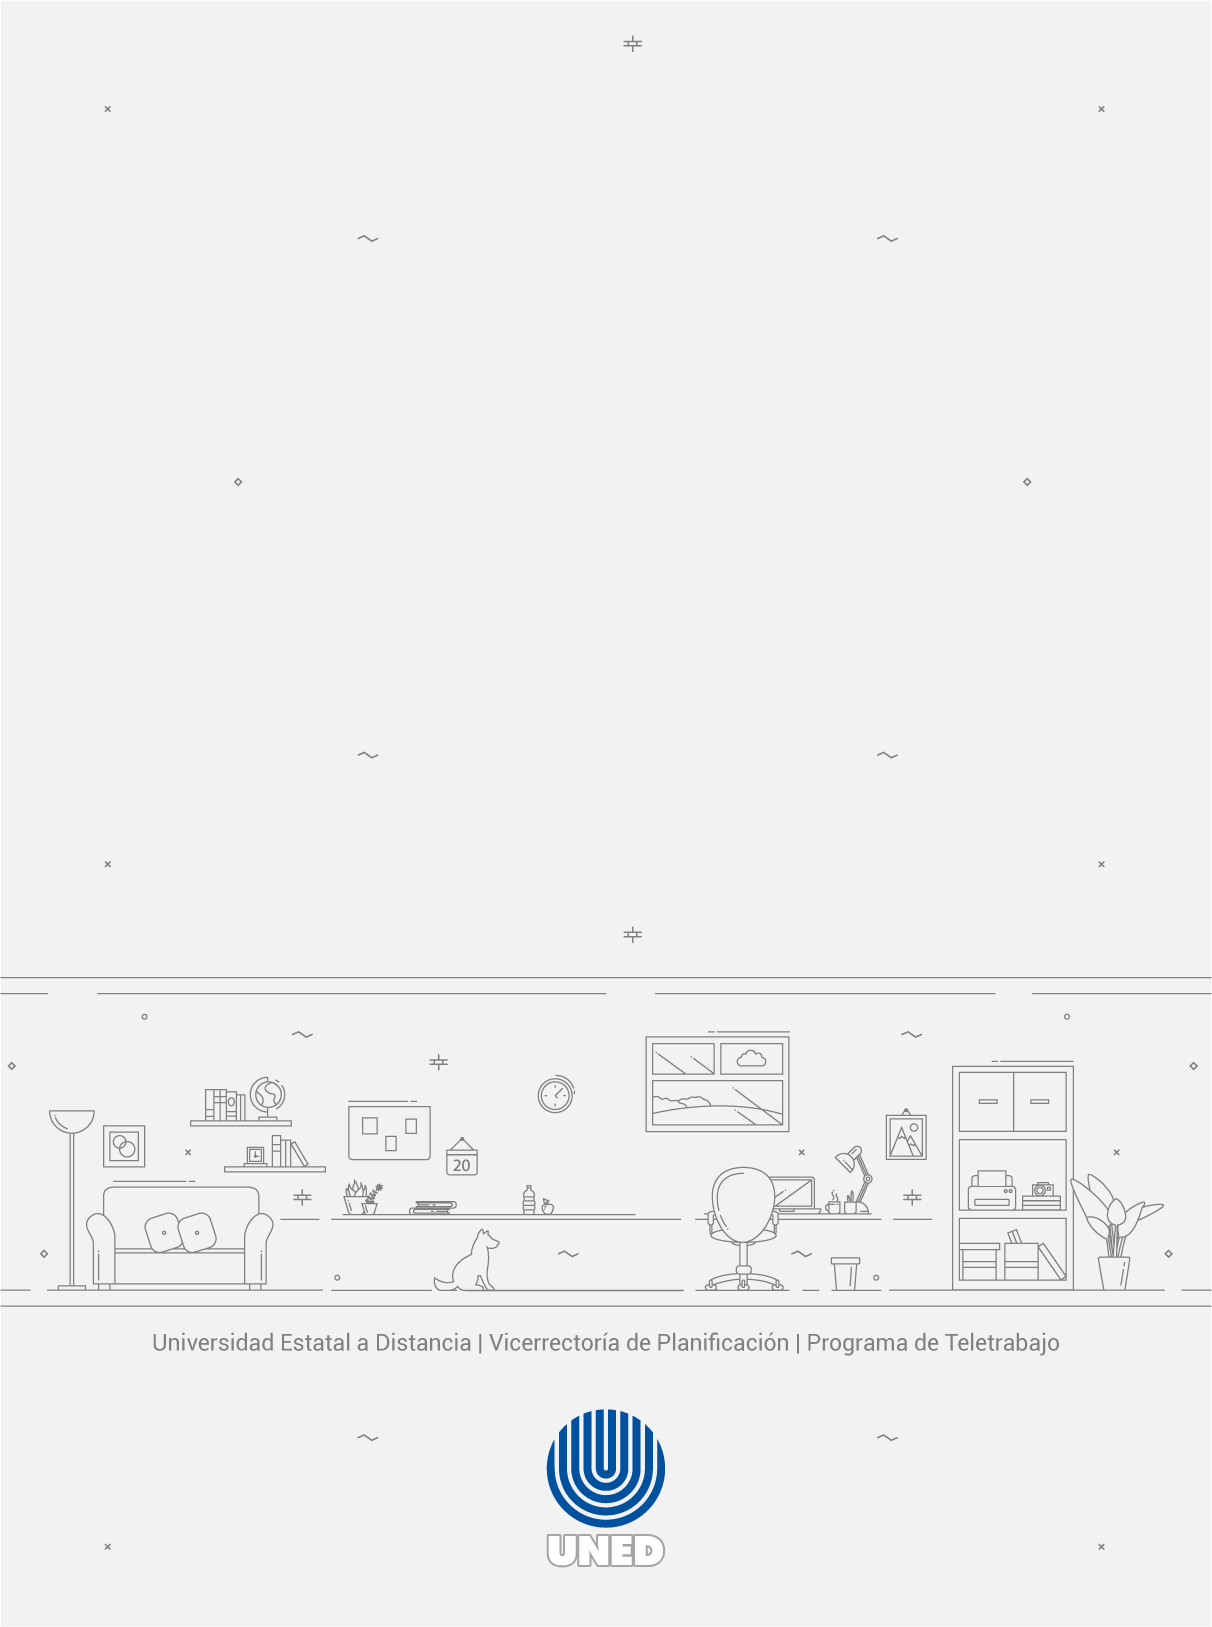 20
Universidad Estatal a Distancia | Vicerrectoría de Planificación | Programa de Teletrabajo
UNED